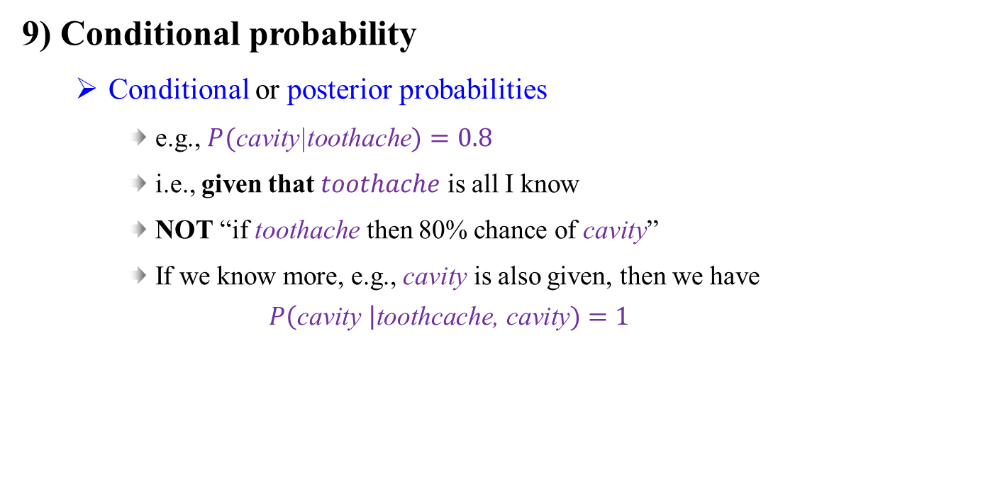 9) Conditional probability
➢ Conditional or posterior probabilities
e.g., P(cavity|toothache) = 0.8
i.e., given that toothache is all I know
NOT “if toothache then 80% chance of cavity”
If we know more, e.g., cavity is also given, then we have
P(cavity |toothcache, cavity) = 1